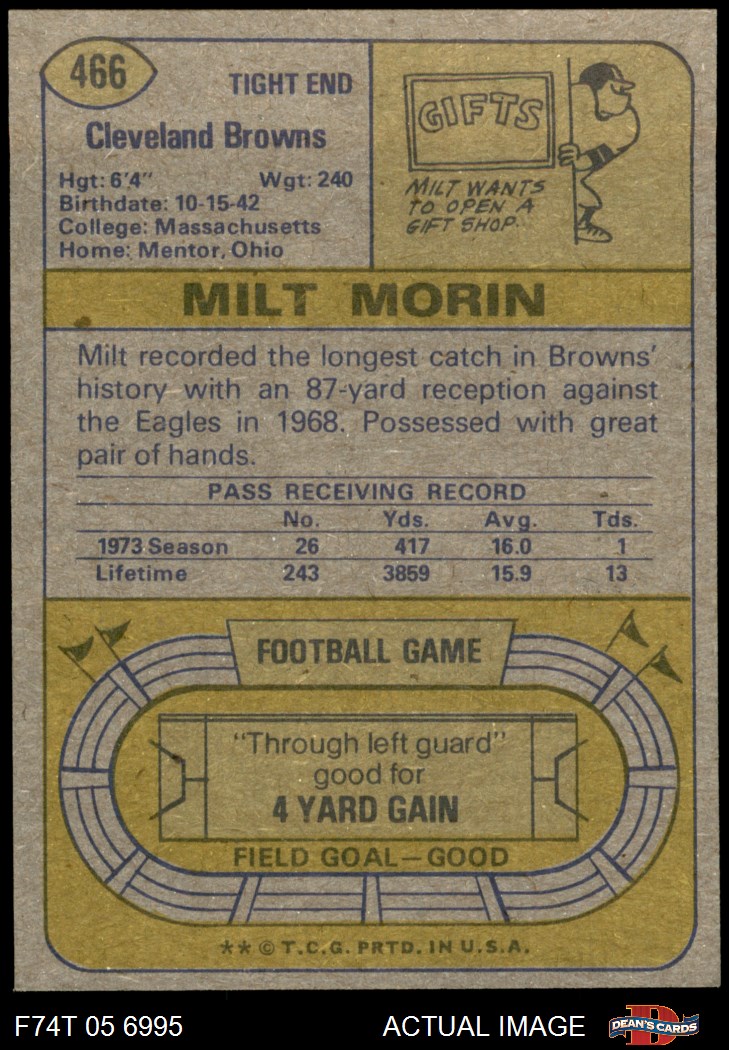 466
TIGHT END
Cleveland Browns
Hgt: 6'4" Wgt: 240
Birthdate: 10-15-42
College: Massachusetts
Home: Mentor, Ohio
GIFTS
MILT WANTS
TO OPEN A
GIFT SHOP.
MILT MORIN
Milt recorded the longest catch in Browns'
history with an 87-yard reception against
the Eagles in 1968. Possessed with great
pair of hands.
PASS RECEIVING RECORD
No. Yds. Avg. Tds.
1973 Season 26 417 16.0 1
Lifetime 243 3859 15.9 13
FOOTBALL GAME
"Through left guard"
good for
4 YARD GAIN
FIELD GOAL—GOOD
** © T.C.G. PRTD. IN U.S.A.
F74T 05 6995 ACTUAL IMAGE
D
DEAN'S CARDS